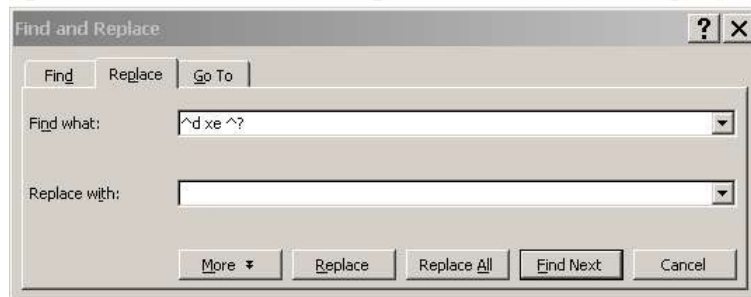 Find and Replace ? X
Find Replace Go To
Find what: ^d xe ^?
Replace with:
More Replace Replace All Find Next Cancel